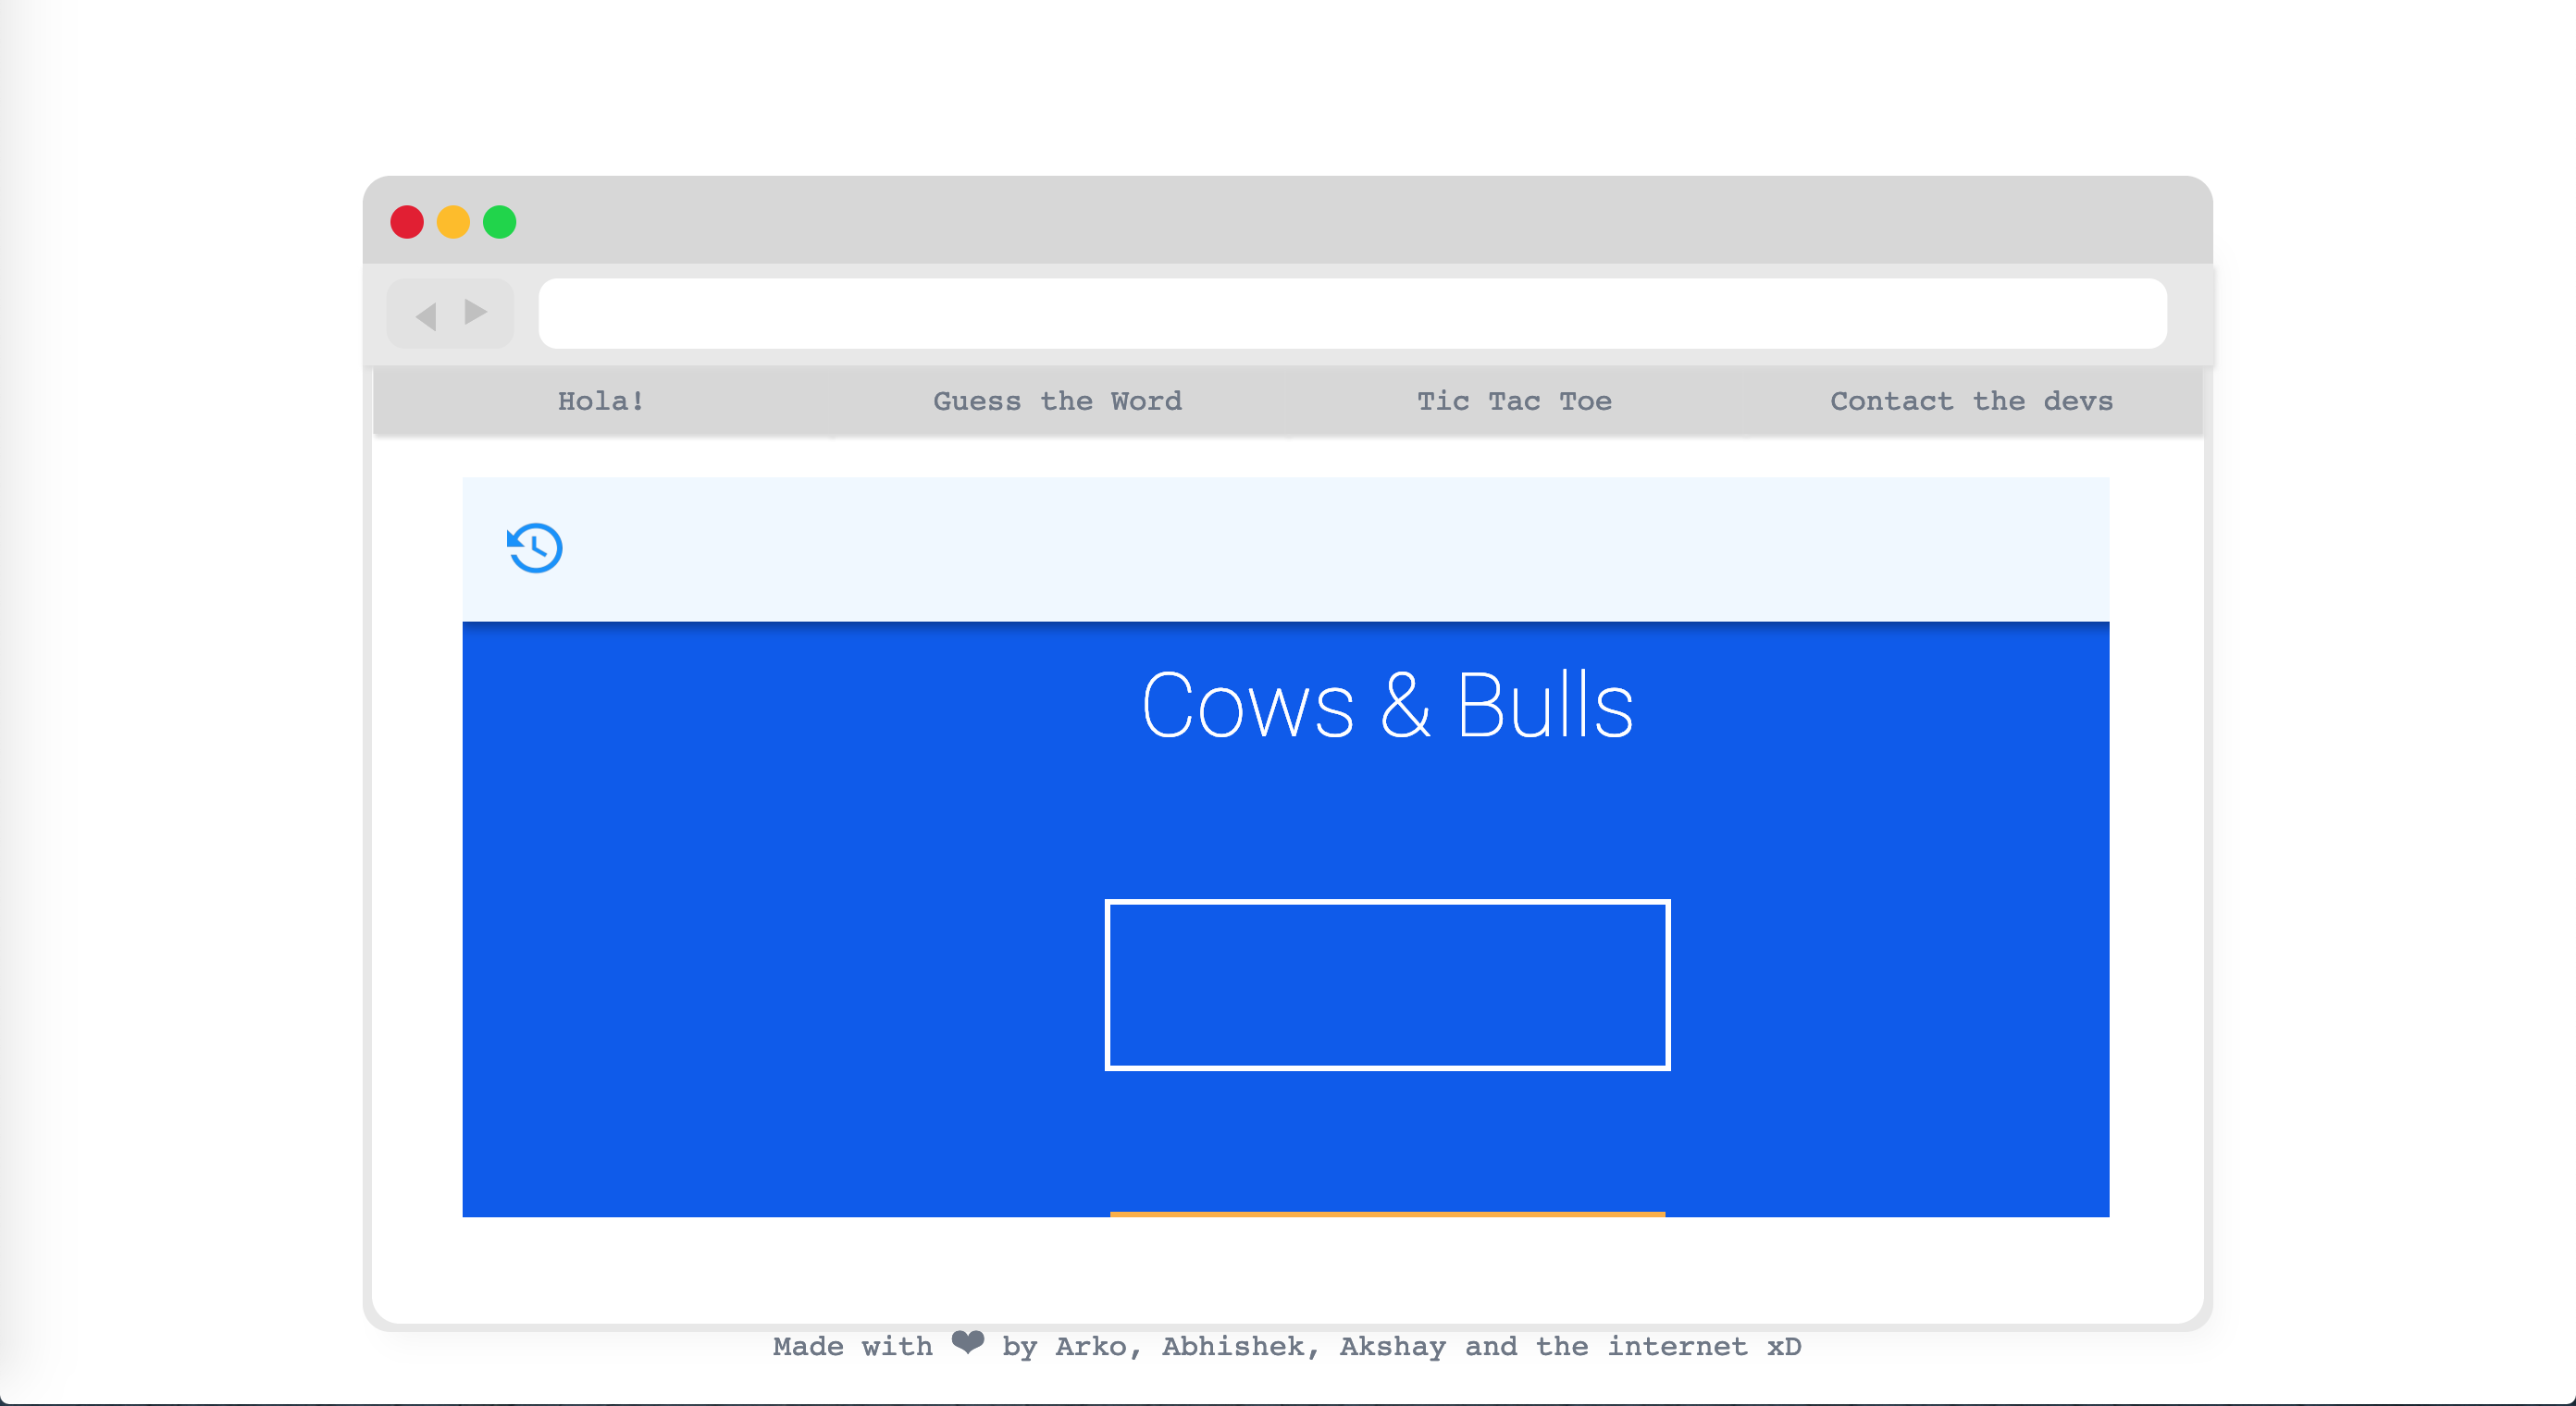 Hola! Guess the Word Tic Tac Toe Contact the devs
Cows & Bulls
Made with ❤ by Arko, Abhishek, Akshay and the internet xD